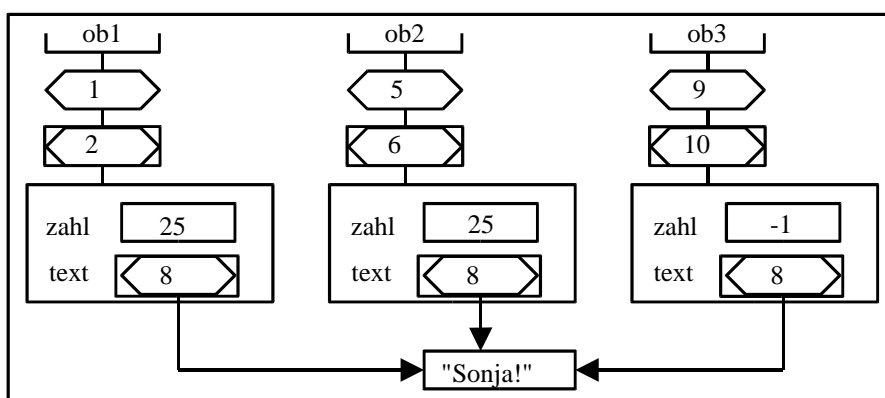 ob1 ob2 ob3
1 5 9
2 6 10
zahl 25 zahl 25 zahl -1
text 8 text 8 text 8
"Sonja!"